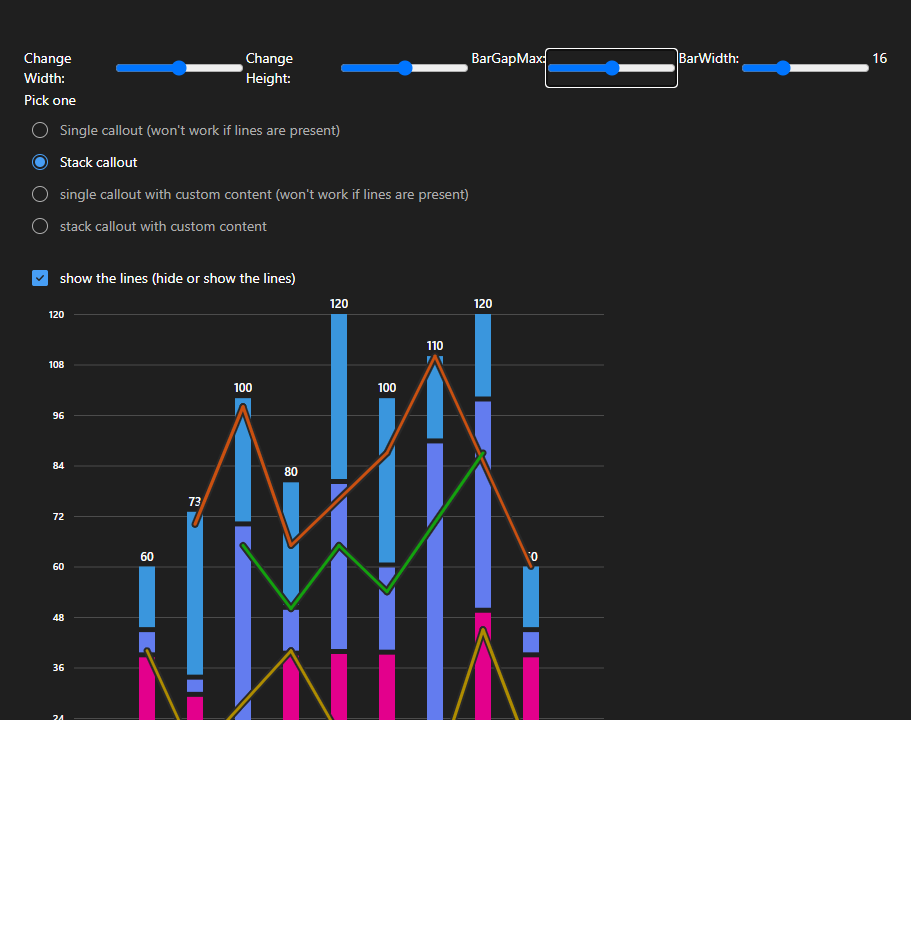 Change Width:
Change Height:
BarGapMax:
BarWidth:
16
Pick one
Single callout (won't work if lines are present)
Stack callout
single callout with custom content (won't work if lines are present)
stack callout with custom content
show the lines (hide or show the lines)
120
120
120
110
108
100
100
96
84
80
73
72
60
60
48
36
24